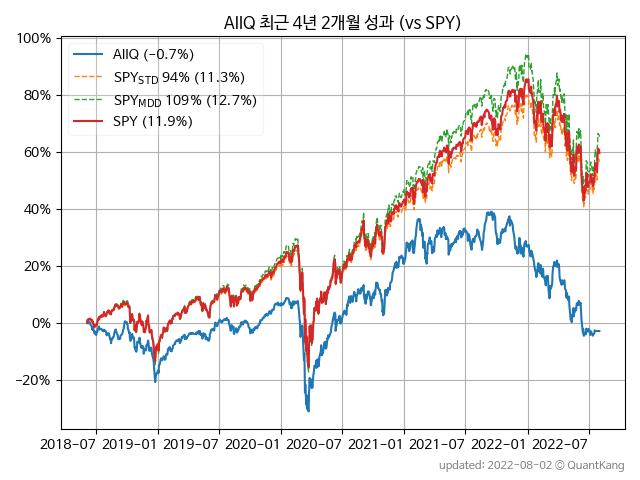 AIIQ 최근 4년 2개월 성과 (vs SPY)
100%
80%
60%
40%
20%
0%
−20%
AIIQ (-0.7%)
SPYSTD 94% (11.3%)
SPYMDD 109% (12.7%)
SPY (11.9%)
2018-07 2019-01 2019-07 2020-01 2020-07 2021-01 2021-07 2022-01 2022-07
updated: 2022-08-02 © QuantKang